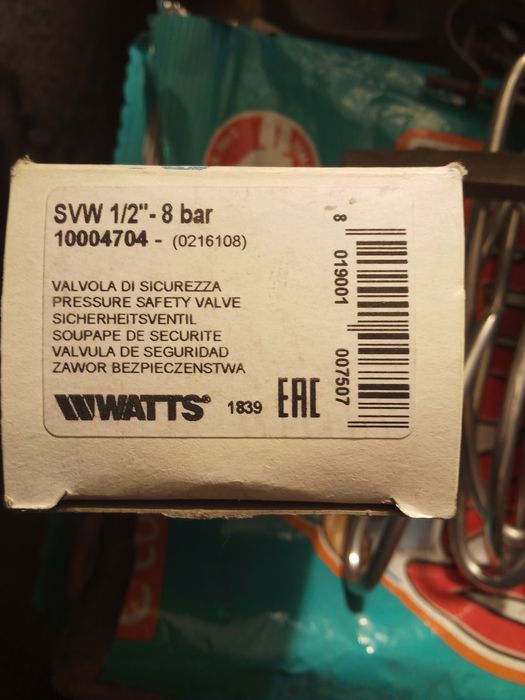 SVW 1/2"- 8 bar
10004704 - (0216108)
VALVOLA DI SICUREZZA
PRESSURE SAFETY VALVE
SICHERHEITSVENTIL
SOUPAPE DE SECURITE
VALVULA DE SEGURIDAD
ZAWOR BEZPIECZENSTWA
WATTS® 1839 EAC
8 019001 007507